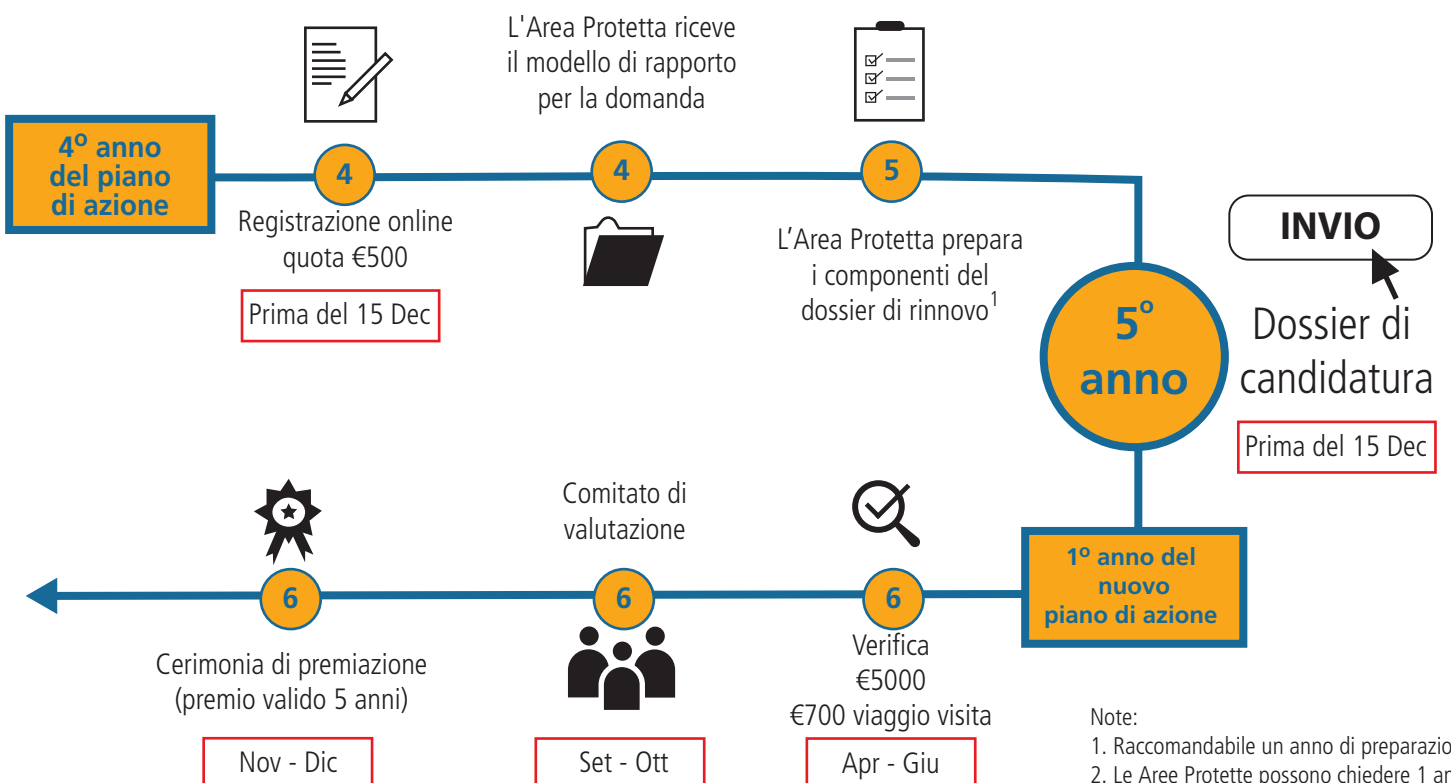 4º anno
del piano
di azione
4
Registrazione online
quota €500
Prima del 15 Dec
L'Area Protetta riceve
il modello di rapporto
per la domanda
4
5
L'Area Protetta prepara
i componenti del
dossier di rinnovo1
5º
anno
INVIO
Dossier di
candidatura
Prima del 15 Dec
1º anno del
nuovo
piano di azione
6
Verifica
€5000
€700 viaggio visita
Apr - Giu
Comitato di
valutazione
6
Set - Ott
6
Cerimonia di premiazione
(premio valido 5 anni)
Nov - Dic
Note:
1. Raccomandabile un anno di
2. Le Aree Protette possono chiedere 1